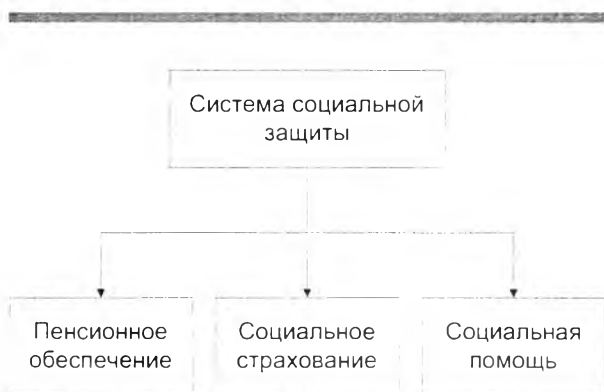 Система социальной
защиты
Пенсионное
обеспечение
Социальное
страхование
Социальная
помощь